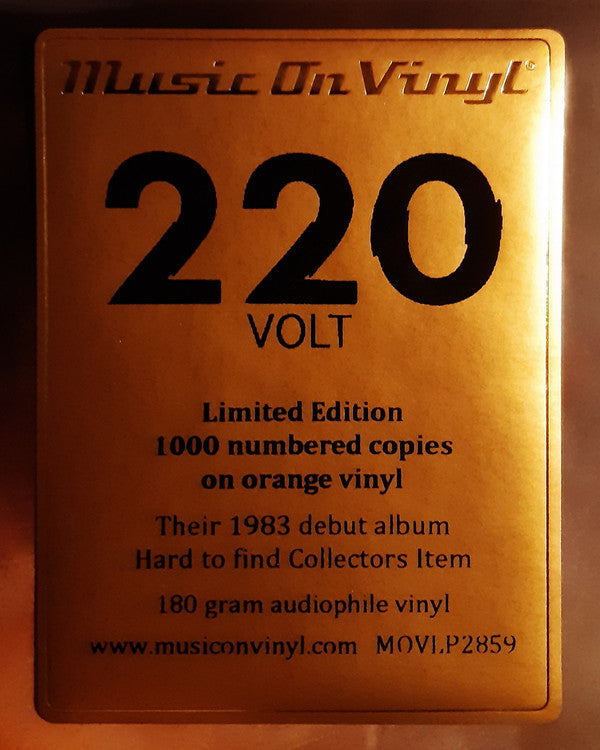 Music On Vinyl®
220
VOLT
Limited Edition
1000 numbered copies
on orange vinyl
Their 1983 debut album
Hard to find Collectors Item
180 gram audiophile vinyl
www.musiconvinyl.com MOVLP2859